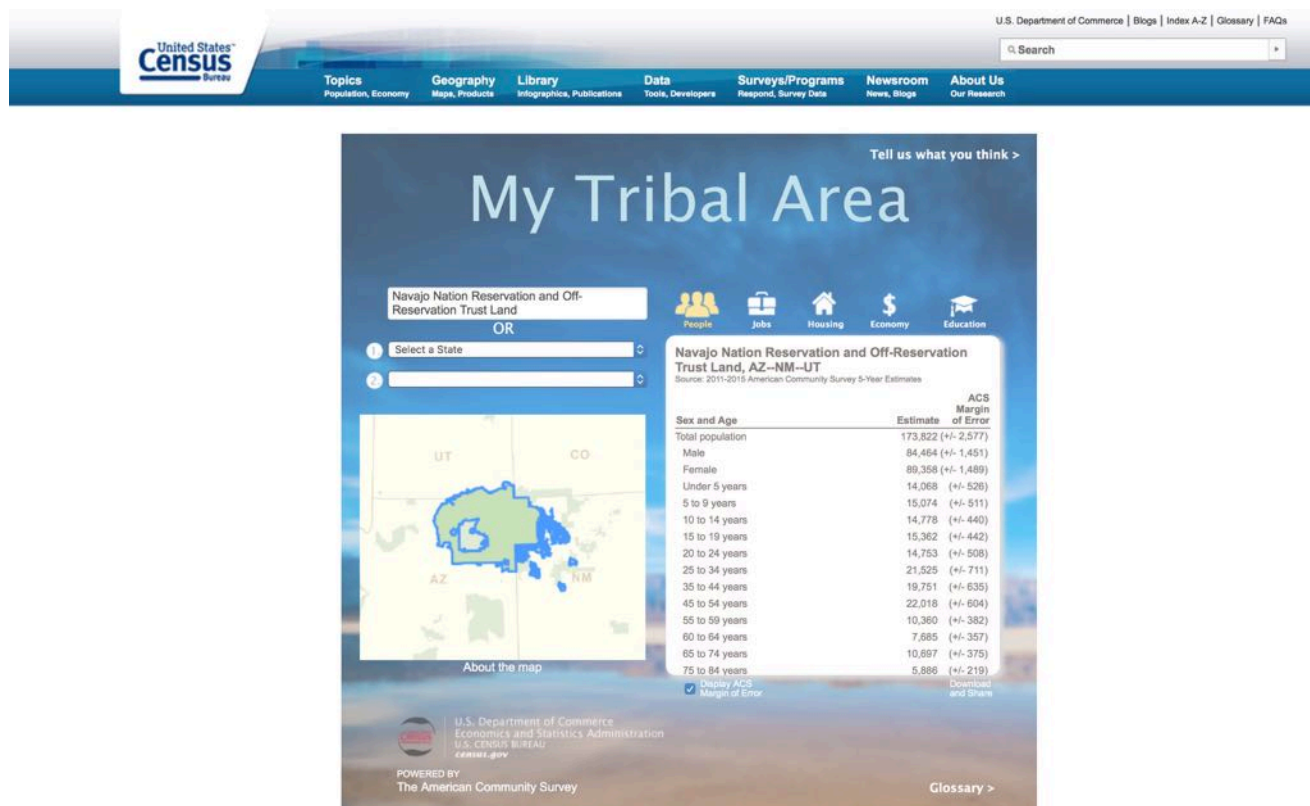 U.S. Department of Commerce | Blogs | Index A-Z | Glossary | FAQs
United States™
Census
Bureau
Search
Topics
Population, Economy
Geography
Maps, Products
Library
Infographics, Publications
Data
Tools, Developers
Surveys/Programs
Respond, Survey Data
Newsroom
News, Blogs
About Us
Our Research
Tell us what you think >
My Tribal Area
Navajo Nation Reservation and Off-
Reservation Trust Land
OR
1 Select a State
2
UT
CO
AZ
NM
About the map
People
Jobs
Housing
Economy
Education
Navajo Nation Reservation and Off-Reservation
Trust Land, AZ--NM--UT
Source: 2011-2015 American Community Survey 5-Year Estimates
ACS
Margin
Sex and Age Estimate of Error
Total population 173,822 (+/- 2,577)
Male 84,464 (+/- 1,451)
Female 89,358 (+/- 1,489)
Under 5 years 14,068 (+/- 526)
5 to 9 years 15,074 (+/- 511)
10 to 14 years 14,778 (+/- 440)
15 to 19 years 15,362 (+/- 442)
20 to 24 years 14,753 (+/- 508)
25 to 34 years 21,525 (+/- 711)
35 to 44 years 19,751 (+/- 635)
45 to 54 years 22,018 (+/- 604)
55 to 59 years 10,360 (+/- 382)
60 to 64 years 7,685 (+/- 357)
65 to 74 years 10,697 (+/- 375)
75 to 84 years 5,886 (+/- 219)
Display ACS
Margin of Error
Download
and Share
U.S. Department of Commerce
Economics and Statistics Administration
U.S. CENSUS BUREAU
census.gov
POWERED BY
The American Community Survey
Glossary >